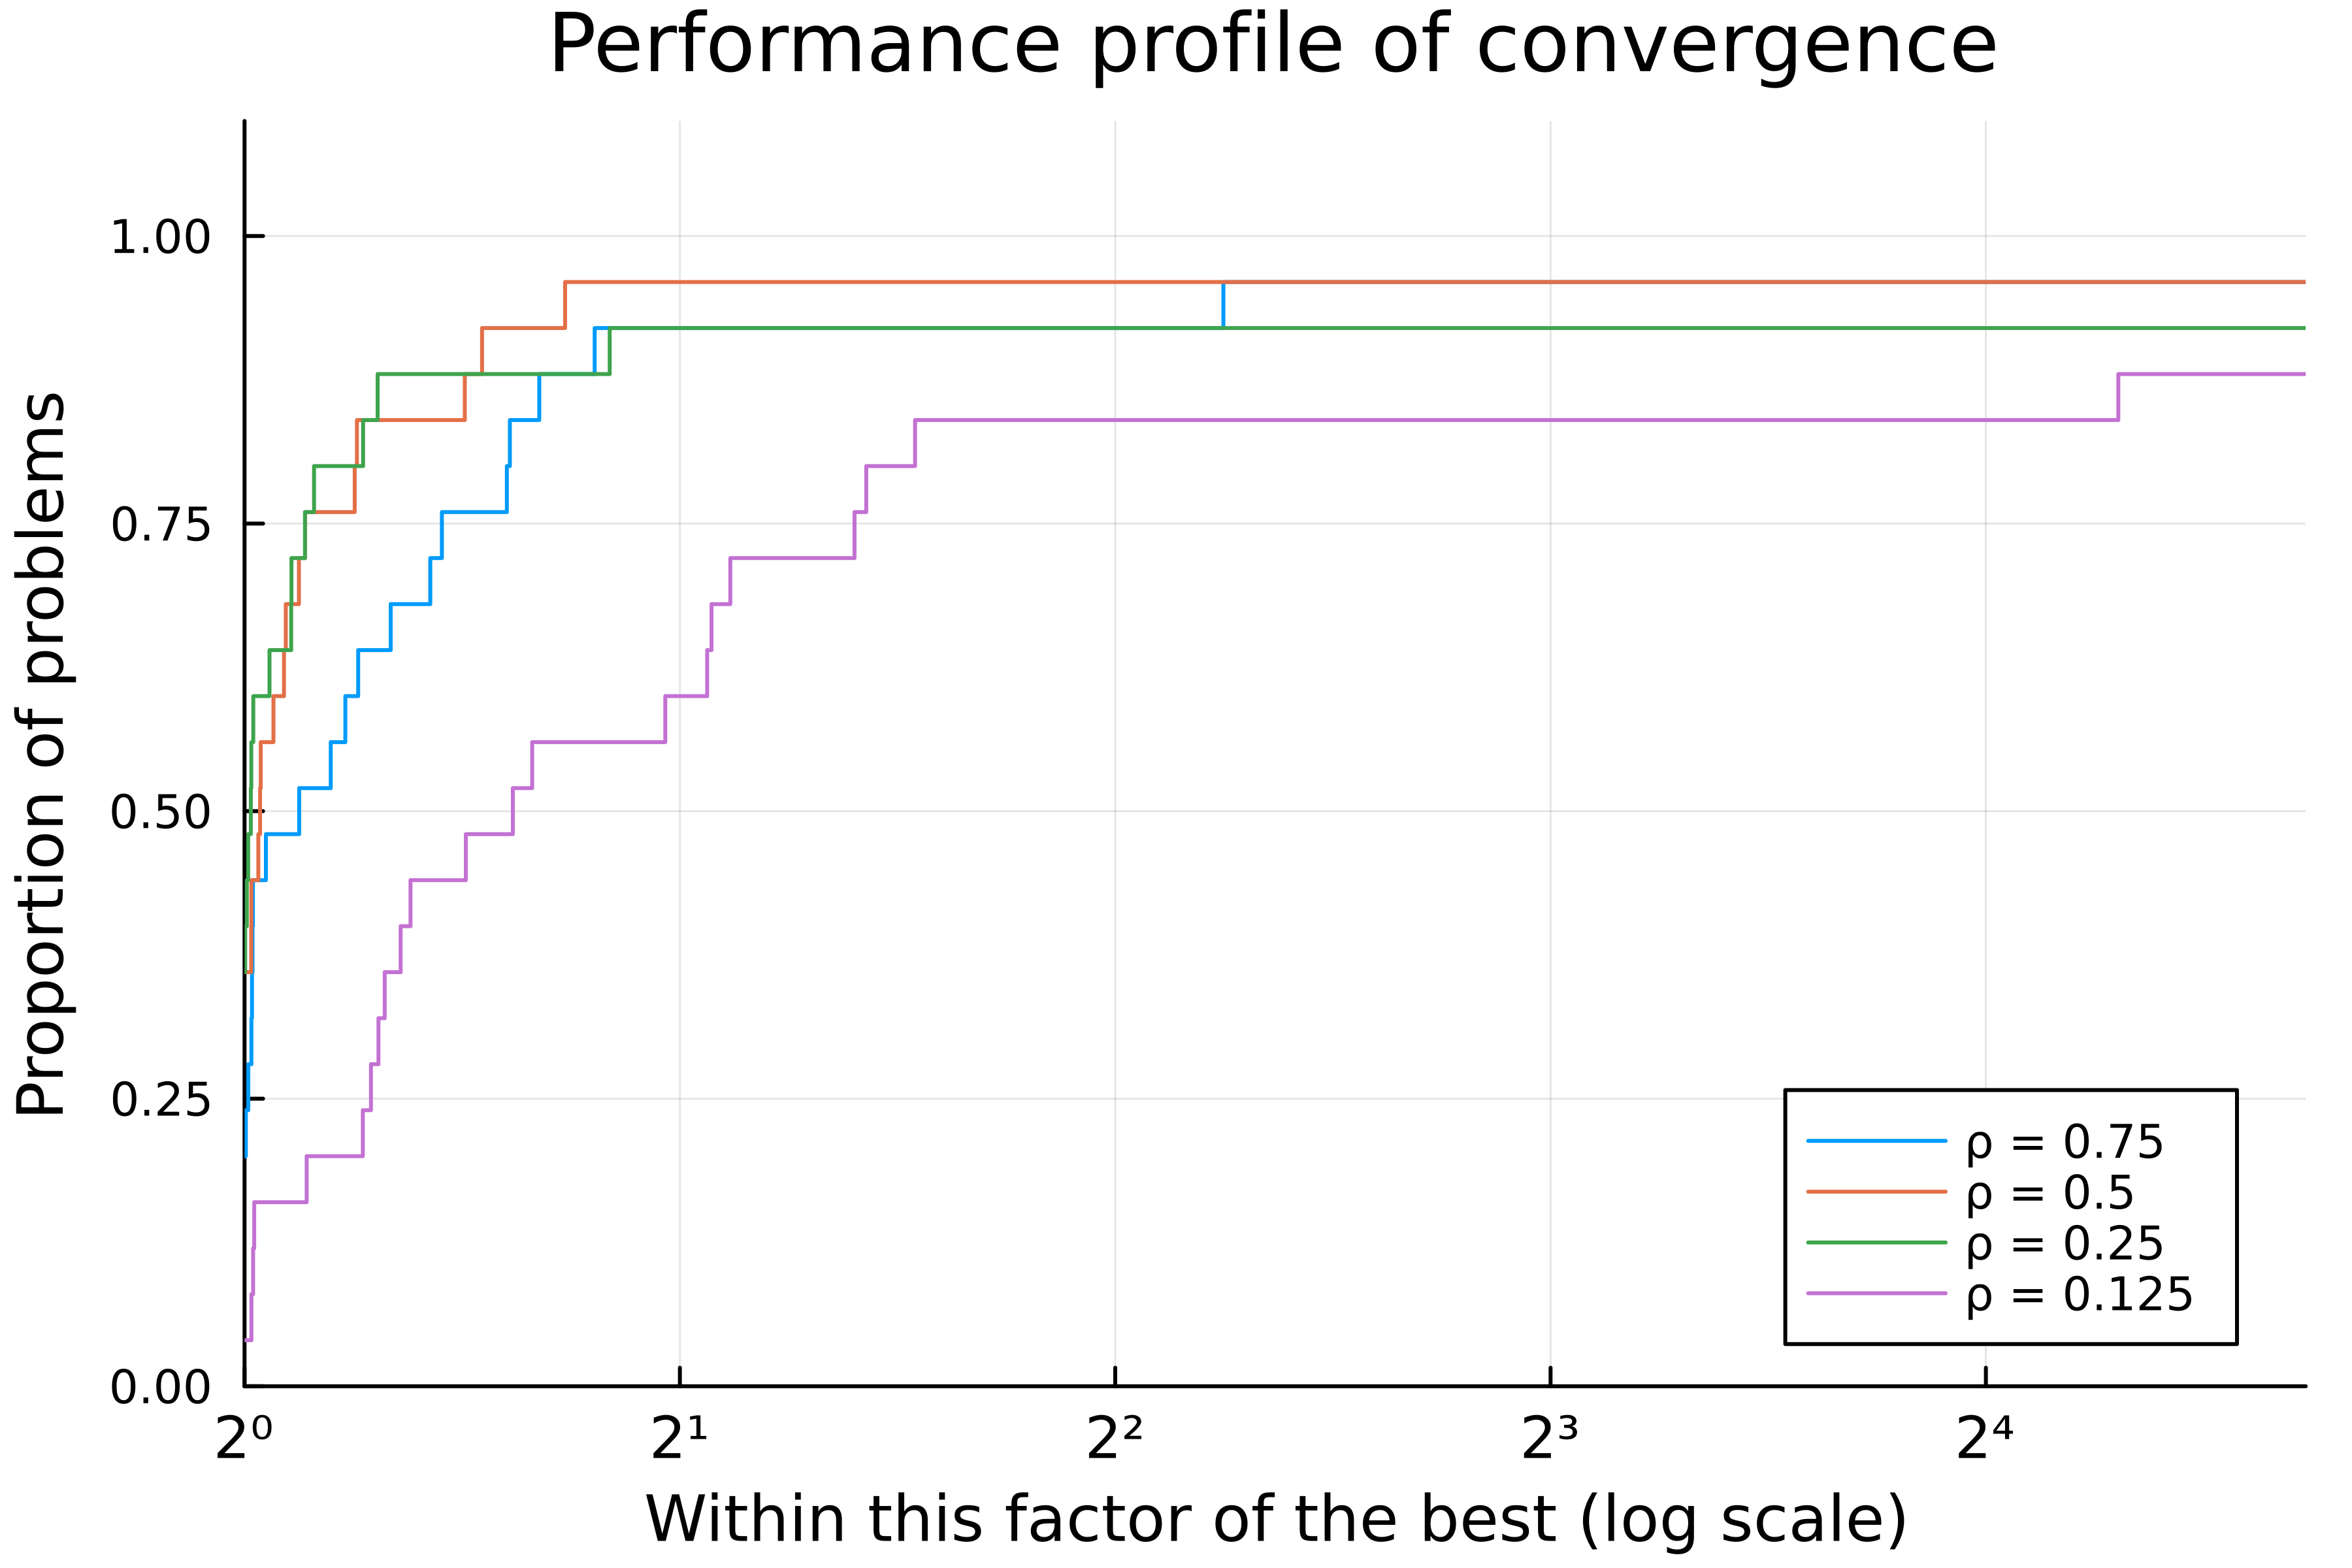 Performance profile of convergence
Proportion of problems
1.00
0.75
0.50
0.25
0.00
2⁰ 2¹ 2² 2³ 2⁴
Within this factor of the best (log scale)
ρ = 0.75
ρ = 0.5
ρ = 0.25
ρ = 0.125